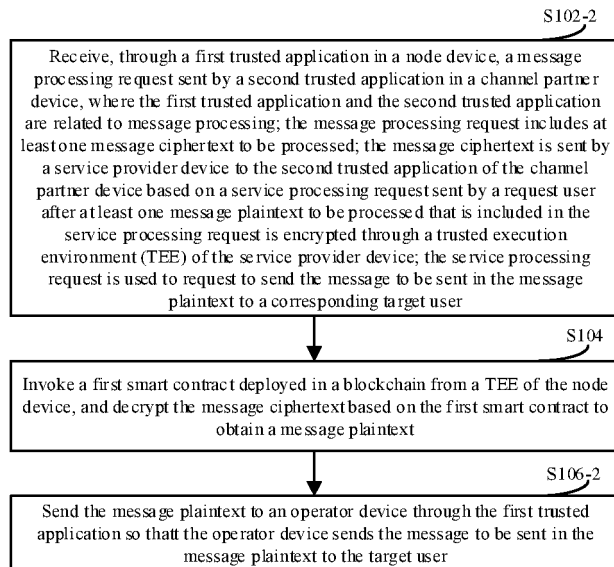 S102-2
Receive, through a first trusted application in a node device, a message
processing request sent by a second trusted application in a channel partner
device, where the first trusted application and the second trusted application
are related to message processing; the message processing request includes at
least one message ciphertext to be processed; the message ciphertext is sent by
a service provider device to the second trusted application of the channel
partner device based on a service processing request sent by a request user
after at least one message plaintext to be processed that is included in the
service processing request is encrypted through a trusted execution
environment (TEE) of the service provider device; the service processing
request is used to request to send the message to be sent in the message
plaintext to a corresponding target user
S104
Invoke a first smart contract deployed in a blockchain from a TEE of the node
device, and decrypt the message ciphertext based on the first smart contract to
obtain a message plaintext
S106-2
Send the message plaintext to an operator device through the first trusted
application so thatt the operator device sends the message to be sent in the
message plaintext to the target user